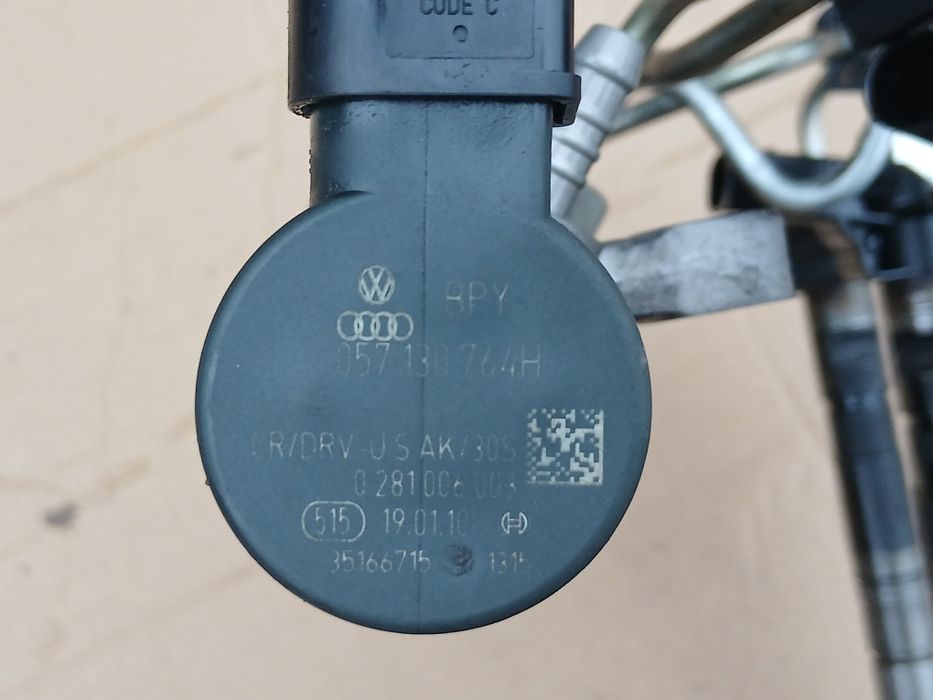 CODE C
BPY
057 130 764H
CR/DRV-U S AK/30S
0 281 006 003
515 19.01.10
35166715 1315